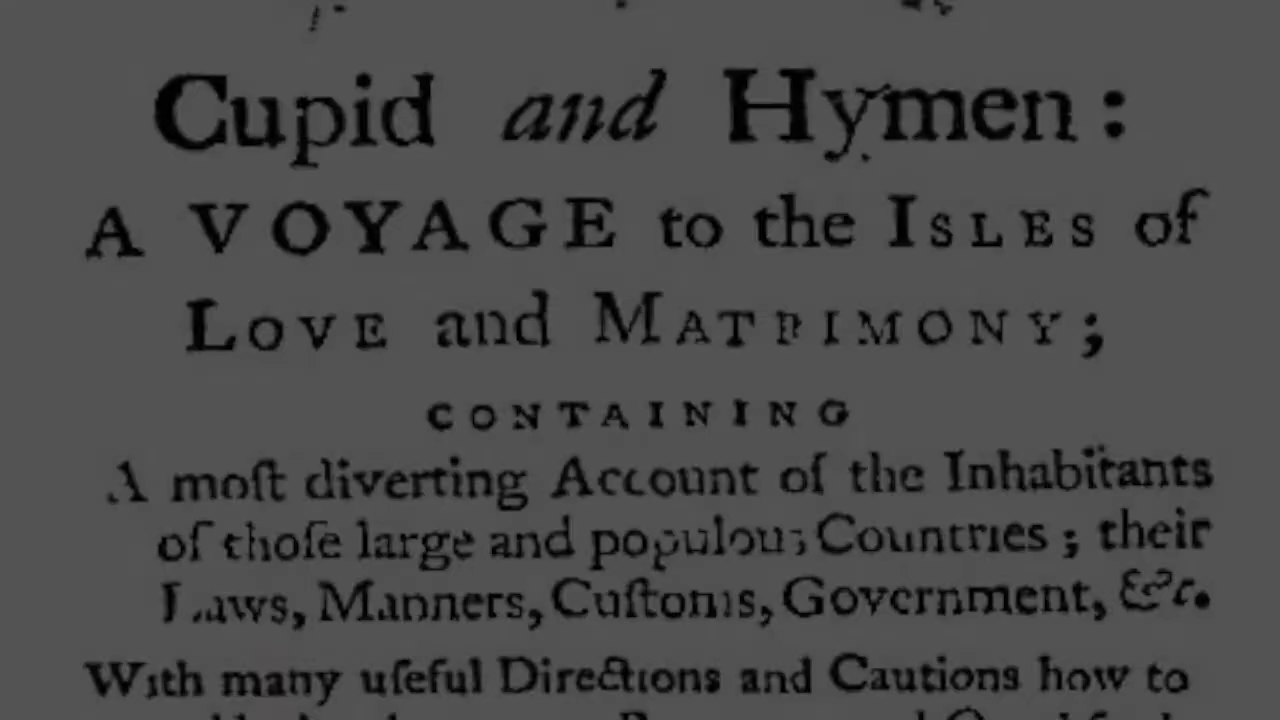 Cupid and Hymen:
A VOYAGE to the ISLES of
LOVE and MATRIMONY;
CONTAINING
A moſt diverting Account of the Inhabitants
of thoſe large and populous Countries; their
Laws, Manners, Cuſtoms, Government, &c.
With many uſeful Directions and Cautions how to